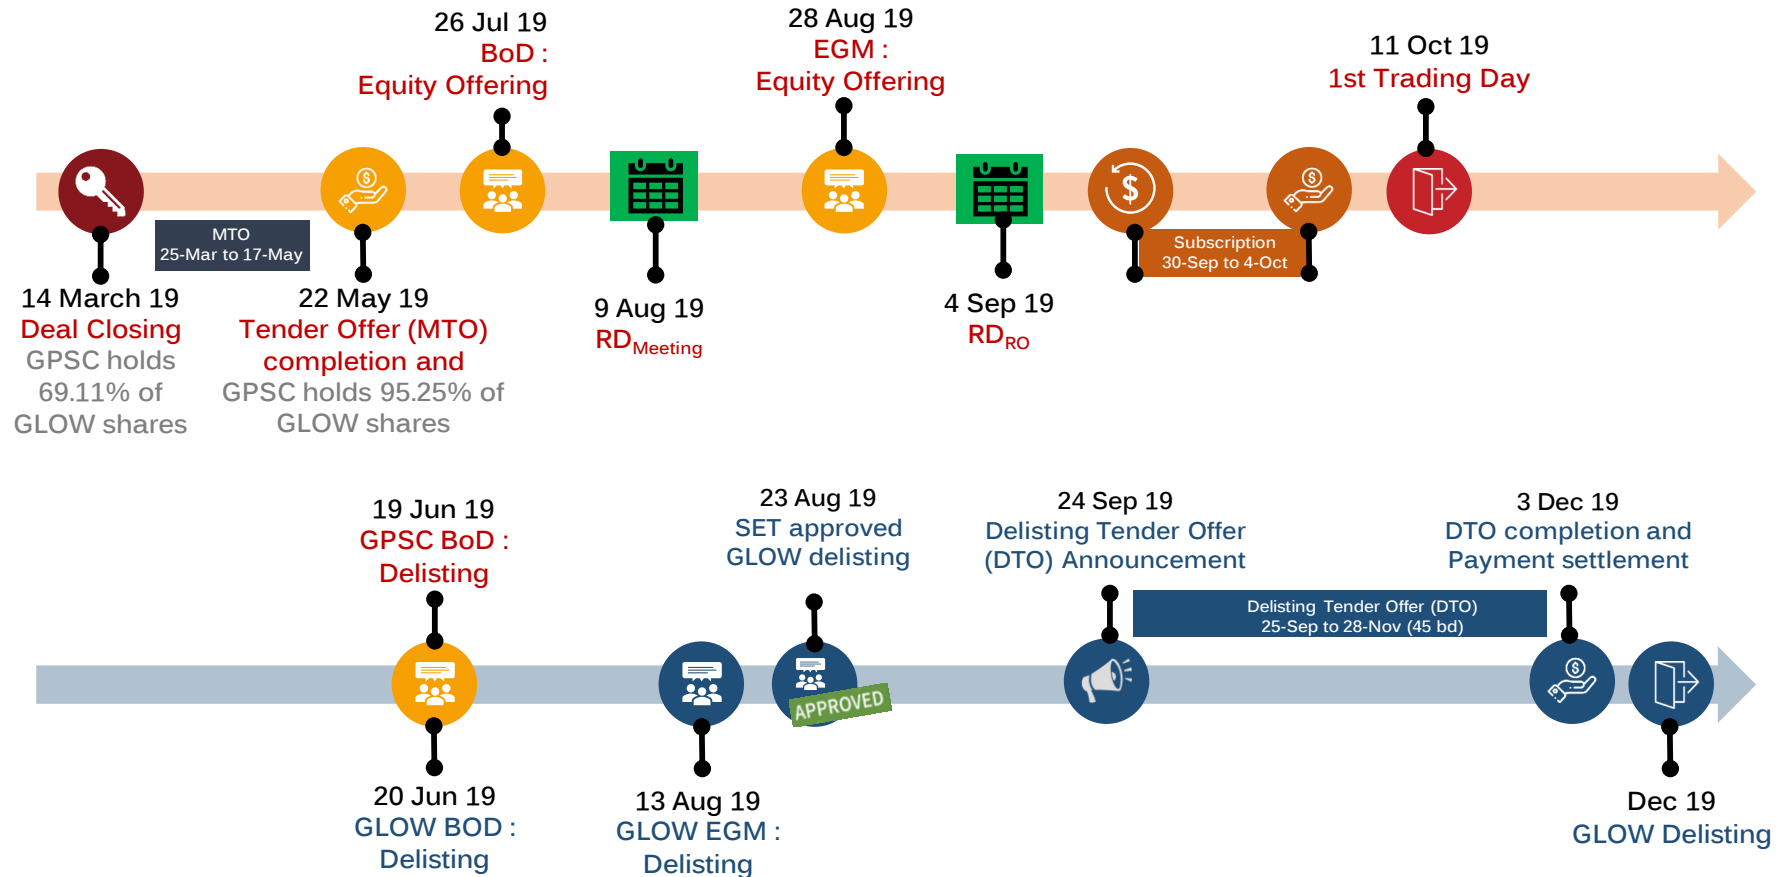 26 Jul 19
BoD :
Equity Offering
28 Aug 19
EGM :
Equity Offering
11 Oct 19
1st Trading Day
MTO
25-Mar to 17-May
Subscription
30-Sep to 4-Oct
14 March 19
Deal Closing
GPSC holds
69.11% of
GLOW shares
22 May 19
Tender Offer (MTO)
completion and
GPSC holds 95.25% of
GLOW shares
9 Aug 19
RDMeeting
4 Sep 19
RDRO
19 Jun 19
GPSC BoD :
Delisting
23 Aug 19
SET approved
GLOW delisting
24 Sep 19
Delisting Tender Offer
(DTO) Announcement
3 Dec 19
DTO completion and
Payment settlement
Delisting Tender Offer (DTO)
25-Sep to 28-Nov (45 bd)
APPROVED
20 Jun 19
GLOW BOD :
Delisting
13 Aug 19
GLOW EGM :
Delisting
Dec 19
GLOW Delisting